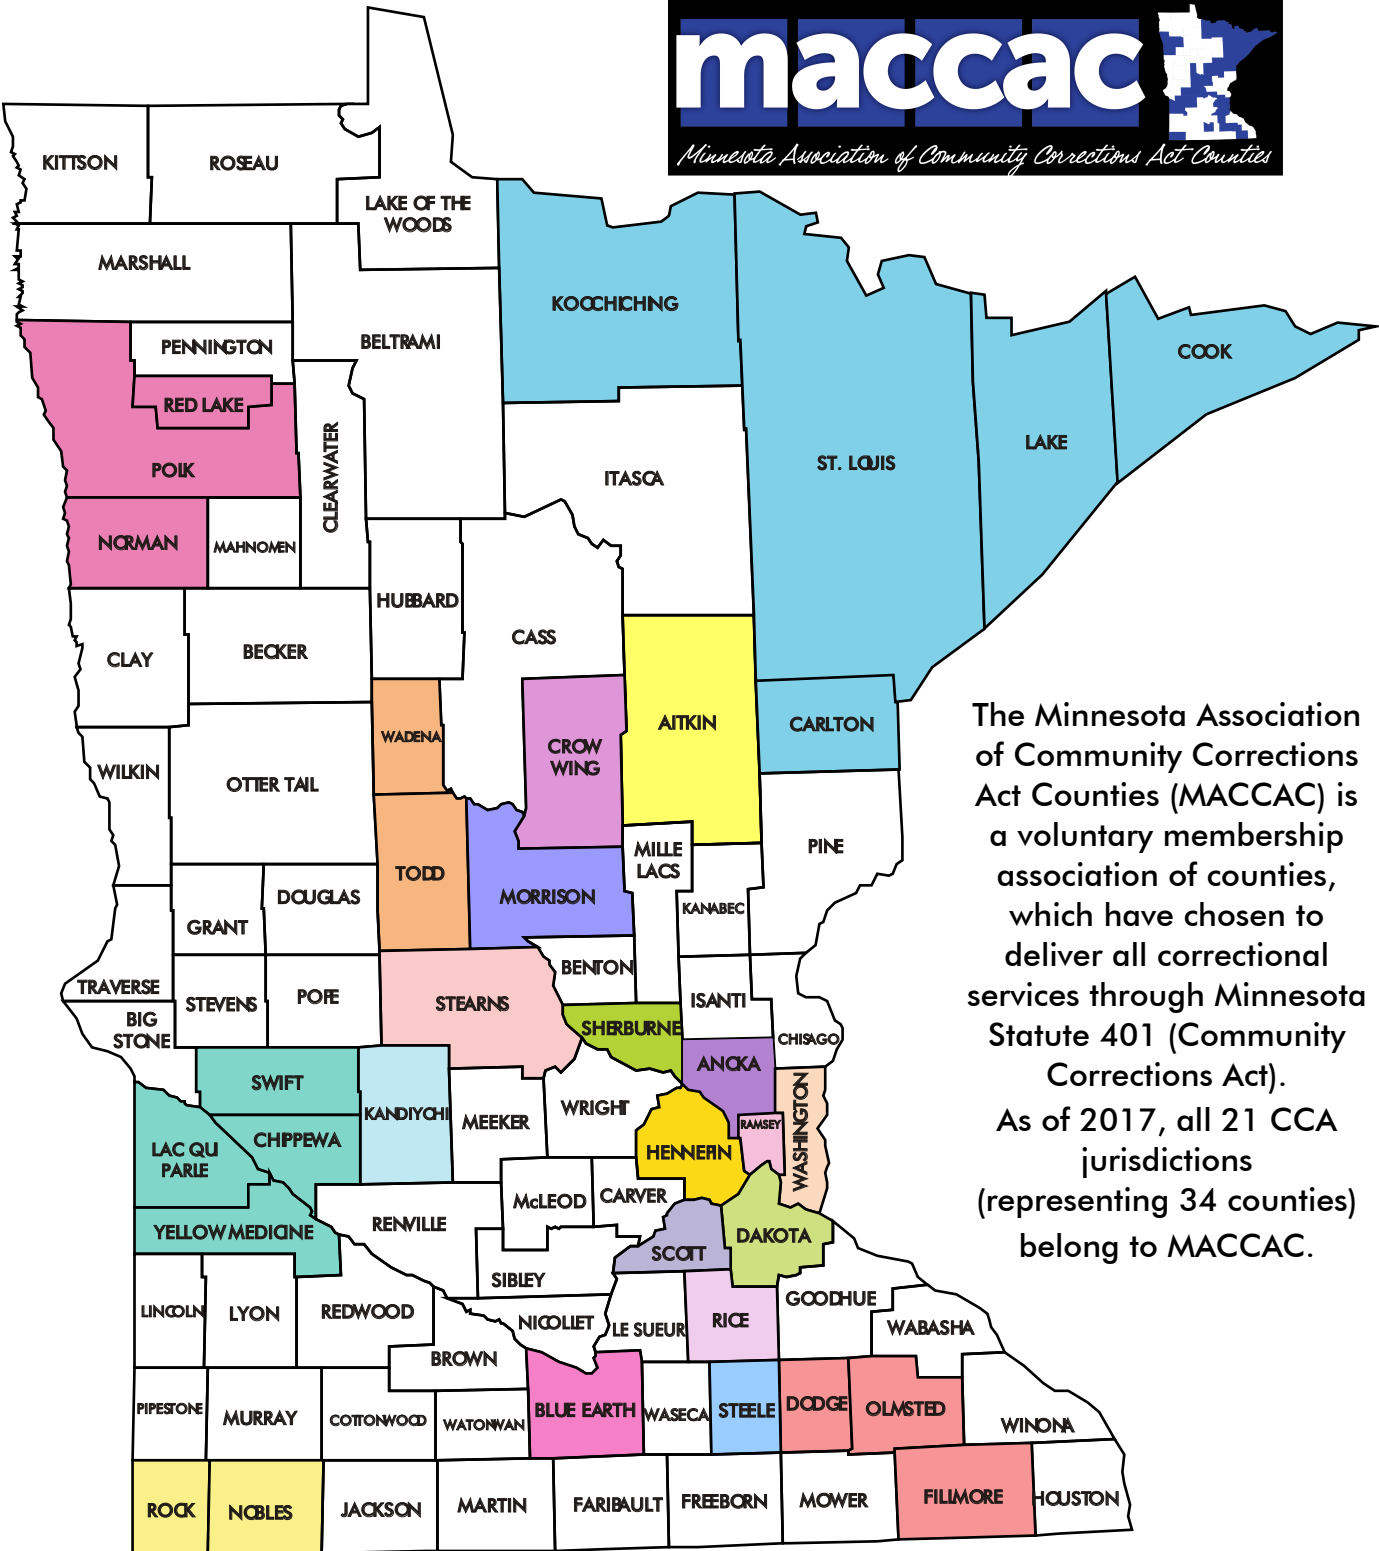 maccac
Minnesota Association of Community Corrections Act Counties
KITTSON
ROSEAU
LAKE OF THE
WOODS
MARSHALL
KOOCHICHING
PENNINGTON
BELTRAMI
COOK
RED LAKE
POLK
CLEARWATER
ITASCA
ST. LOUIS
LAKE
NORMAN
MAHNOMEN
HUBBARD
CASS
CLAY
BECKER
WADENA
CROW
WING
AITKIN
CARLTON
WILKIN
OTTER TAIL
TODD
MORRISON
MILLE
LACS
PINE
DOUGLAS
GRANT
KANABEC
BENTON
TRAVERSE
STEVENS
POPE
STEARNS
ISANTI
BIG
STONE
SHERBURNE
CHISAGO
SWIFT
ANOKA
KANDIYOHI
MEEKER
WRIGHT
WASHINGTON
RAMSEY
LAC QUI
PARLE
CHIPPEWA
HENNEPIN
McLEOD
CARVER
YELLOW MEDICINE
RENVILLE
SCOTT
DAKOTA
SIBLEY
LINCOLN
LYON
REDWOOD
NICOLLET
LE SUEUR
RICE
GOODHUE
WABASHA
BROWN
PIPESTONE
MURRAY
COTTONWOOD
WATONWAN
BLUE EARTH
WASECA
STEELE
DODGE
OLMSTED
WINONA
ROCK
NOBLES
JACKSON
MARTIN
FARIBAULT
FREEBORN
MOWER
FILLMORE
HOUSTON
The Minnesota Association
of Community Corrections
Act Counties (MACCAC) is
a voluntary membership
association of counties,
which have chosen to
deliver all correctional
services through Minnesota
Statute 401 (Community
Corrections Act).
As of 2017, all 21 CCA
jurisdictions
(representing 34 counties)
belong to MACCAC.